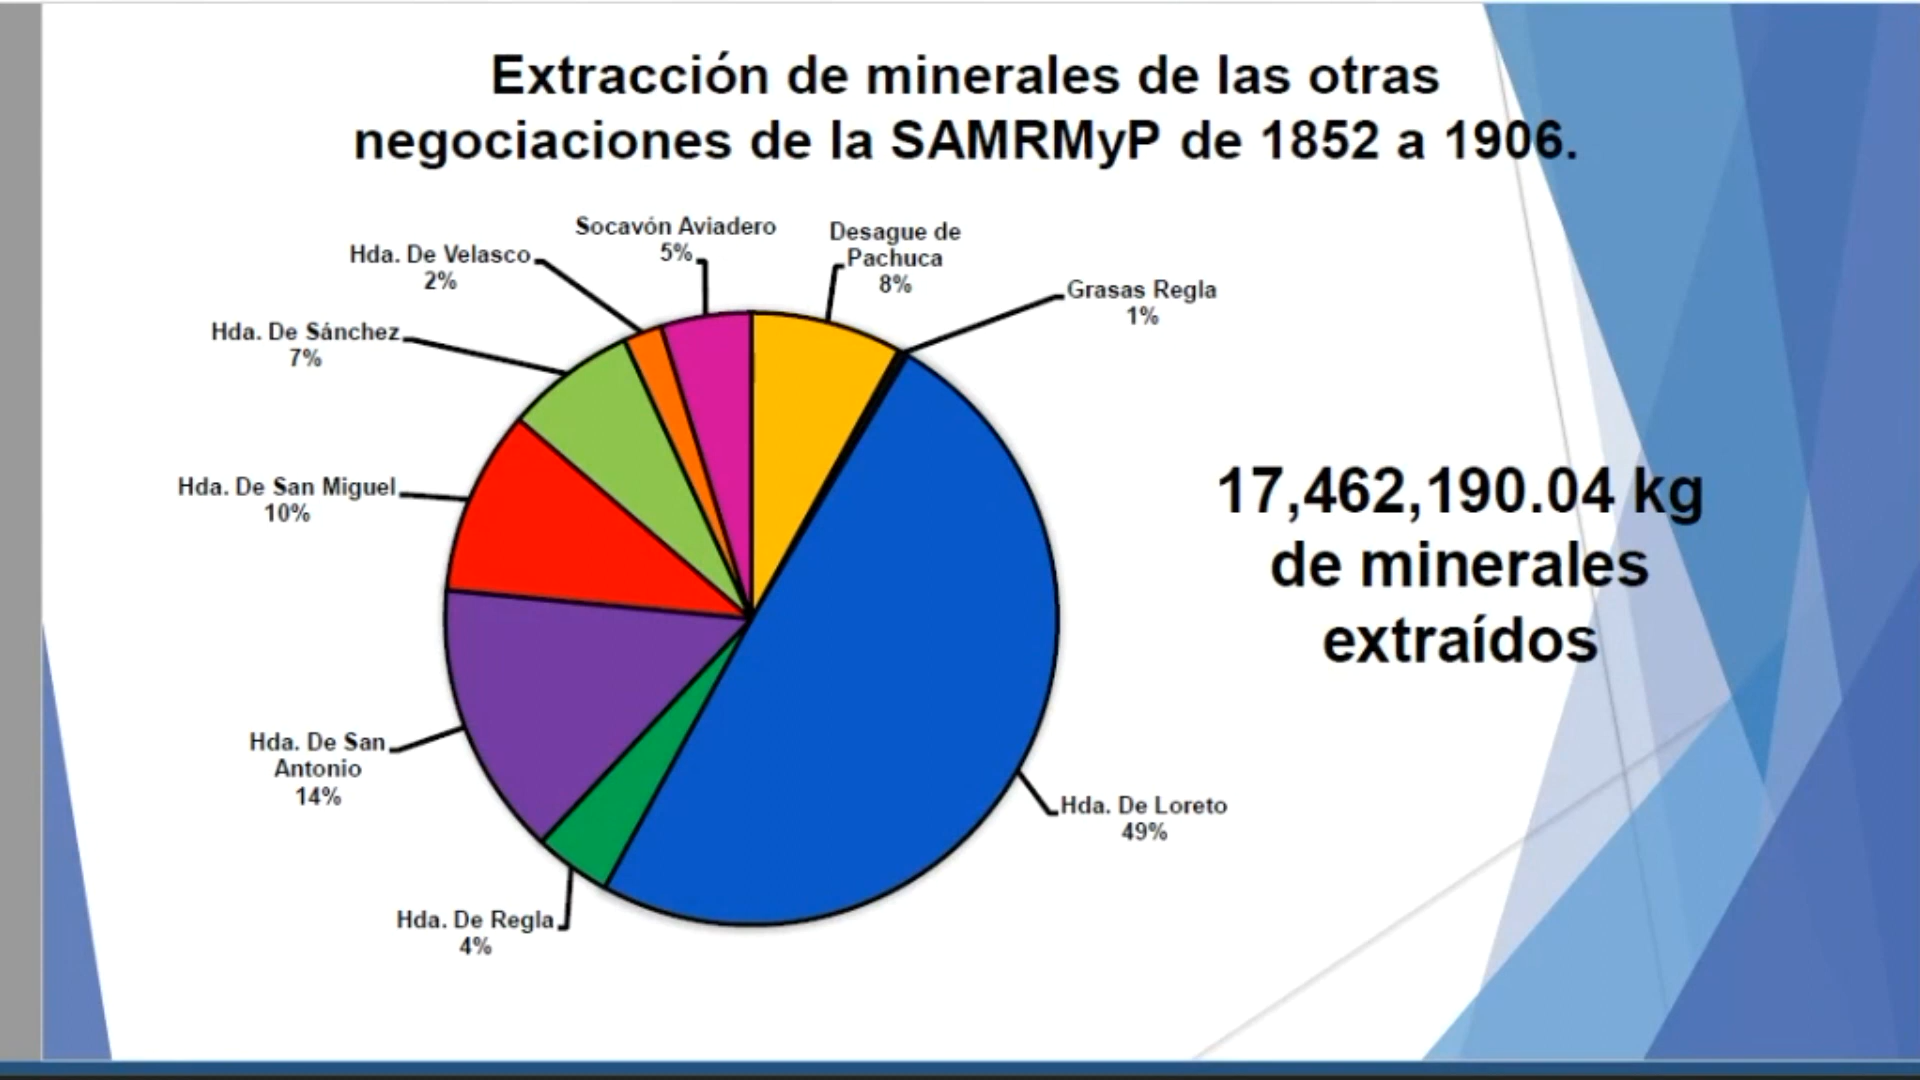 Extracción de minerales de las otras
negociaciones de la SAMRMyP de 1852 a 1906.
Socavón Aviadero
5%
Desague de
Pachuca
8%
Hda. De Velasco
2%
Grasas Regla
1%
Hda. De Sánchez
7%
Hda. De San Miguel
10%
17,462,190.04 kg
de minerales
extraídos
Hda. De San
Antonio
14%
Hda. De Loreto
49%
Hda. De Regla
4%